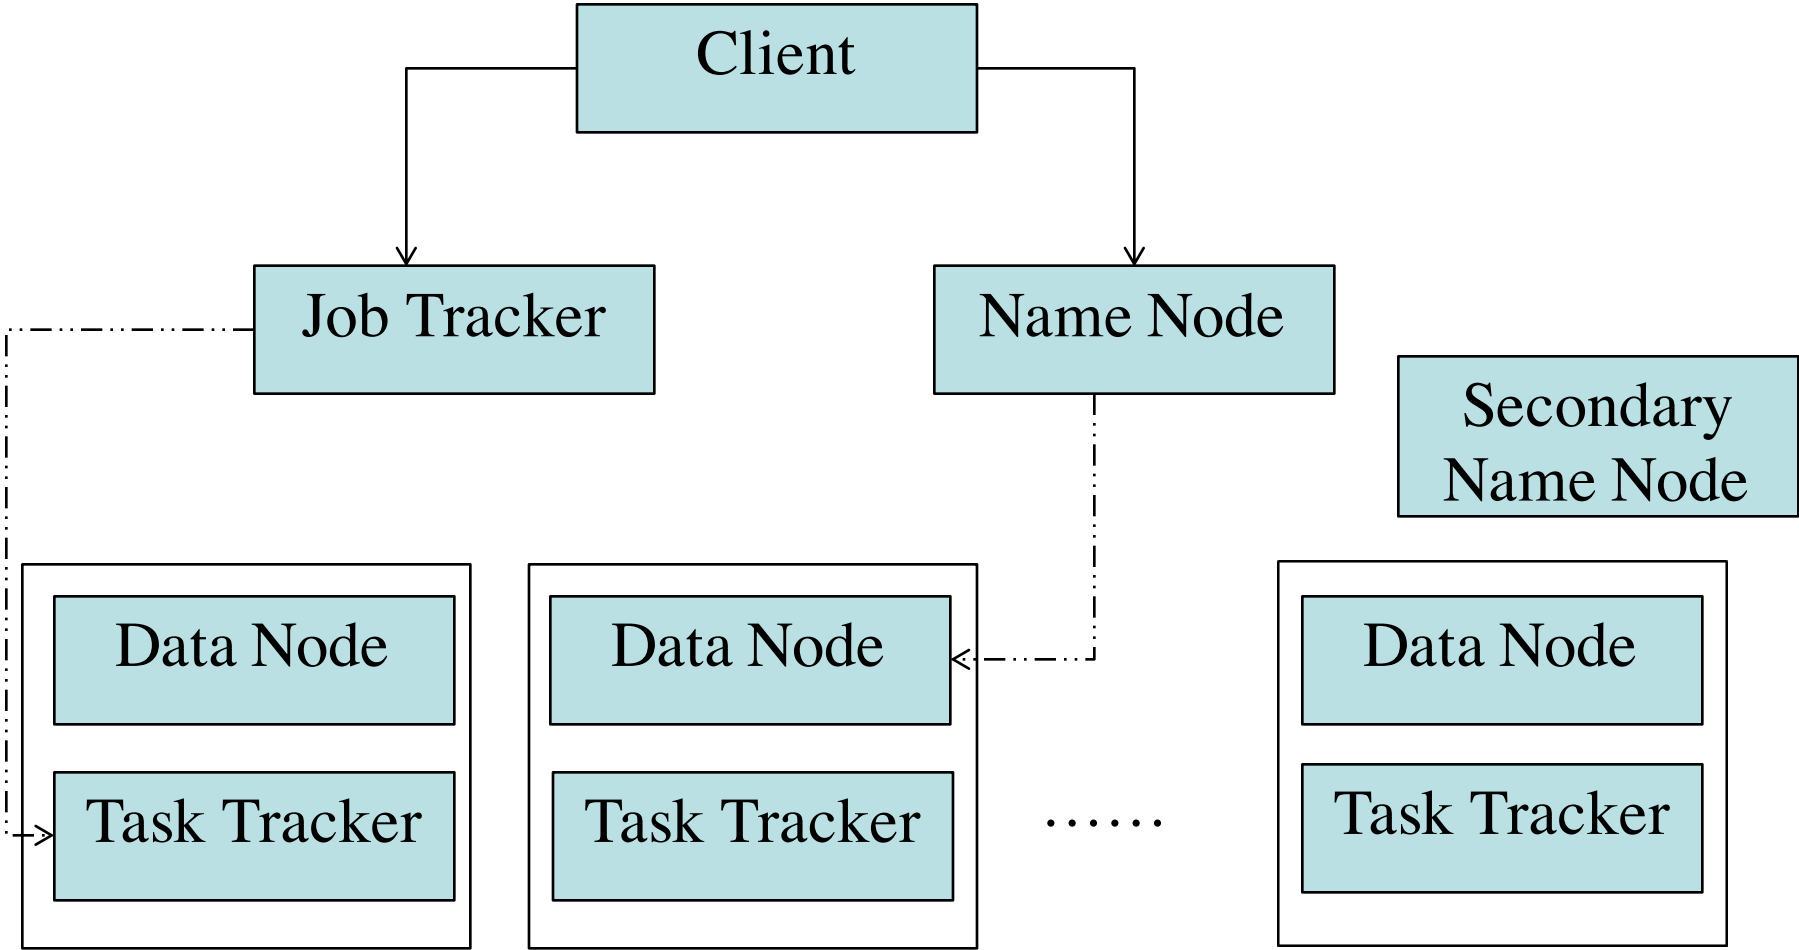 Client
Job Tracker
Name Node
Secondary
Name Node
Data Node
Data Node
Data Node
Task Tracker
Task Tracker
......
Task Tracker